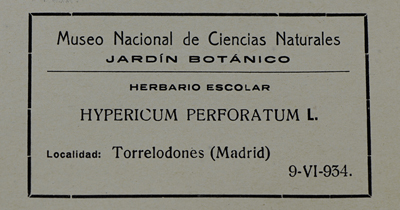 Museo Nacional de Ciencias Naturales
JARDÍN BOTÁNICO
HERBARIO ESCOLAR
HYPERICUM PERFORATUM L.
Localidad: Torrelodones (Madrid)
9-VI-934.